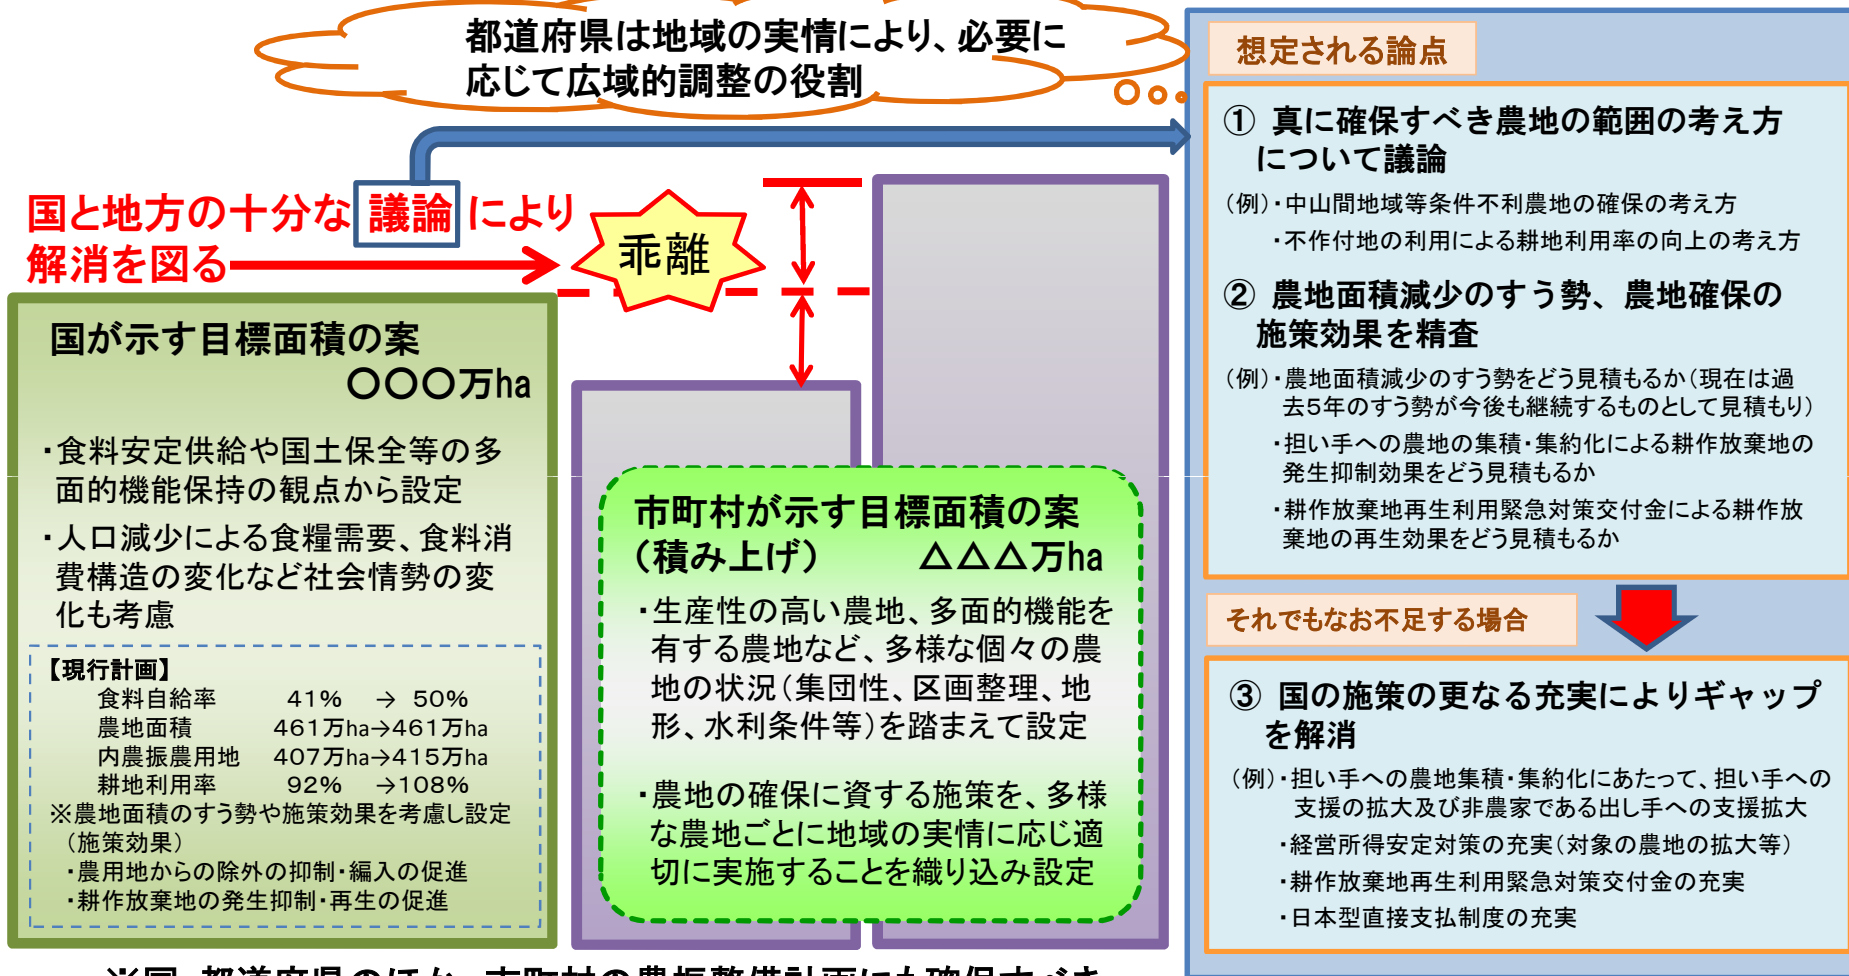 都道府県は地域の実情により、必要に
応じて広域的調整の役割
国と地方の十分な 議論 により
解消を図る
乖離
国が示す目標面積の案
〇〇〇万ha
・食料安定供給や国土保全等の多
面的機能保持の観点から設定
・人口減少による食糧需要、食料消
費構造の変化など社会情勢の変
化も考慮
【現行計画】
食料自給率 41% → 50%
農地面積 461万ha→461万ha
内農振農用地 407万ha→415万ha
耕地利用率 92% →108%
※農地面積のすう勢や施策効果を考慮し設定
（施策効果）
・農用地からの除外の抑制・編入の促進
・耕作放棄地の発生抑制・再生の促進
市町村が示す目標面積の案
（積み上げ） △△△万ha
・生産性の高い農地、多面的機能を
有する農地など、多様な個々の農
地の状況（集団性、区画整理、地
形、水利条件等）を踏まえて設定
・農地の確保に資する施策を、多様
な農地ごとに地域の実情に応じ適
切に実施することを織り込み設定
想定される論点
① 真に確保すべき農地の範囲の考え方
について議論
（例）・中山間地域等条件不利農地の確保の考え方
・不作付地の利用による耕地利用率の向上の考え方
② 農地面積減少のすう勢、農地確保の
施策効果を精査
（例）・農地面積減少のすう勢をどう見積もるか（現在は過
去5年のすう勢が今後も継続するものとして見積もり）
・担い手への農地の集積・集約化による耕作放棄地の
発生抑制効果をどう見積もるか
・耕作放棄地再生利用緊急対策交付金による耕作放
棄地の再生効果をどう見積もるか
それでもなお不足する場合
③ 国の施策の更なる充実によりギャップ
を解消
（例）・担い手への農地集積・集約化にあたって、担い手への
支援の拡大及び非農家である出し手への支援拡大
・経営所得安定対策の充実（対象の農地の拡大等）
・耕作放棄地再生利用緊急対策交付金の充実
・日本型直接支払制度の充実
※国、都道府県のほか、市町村の農振整備計画にも確保すべき